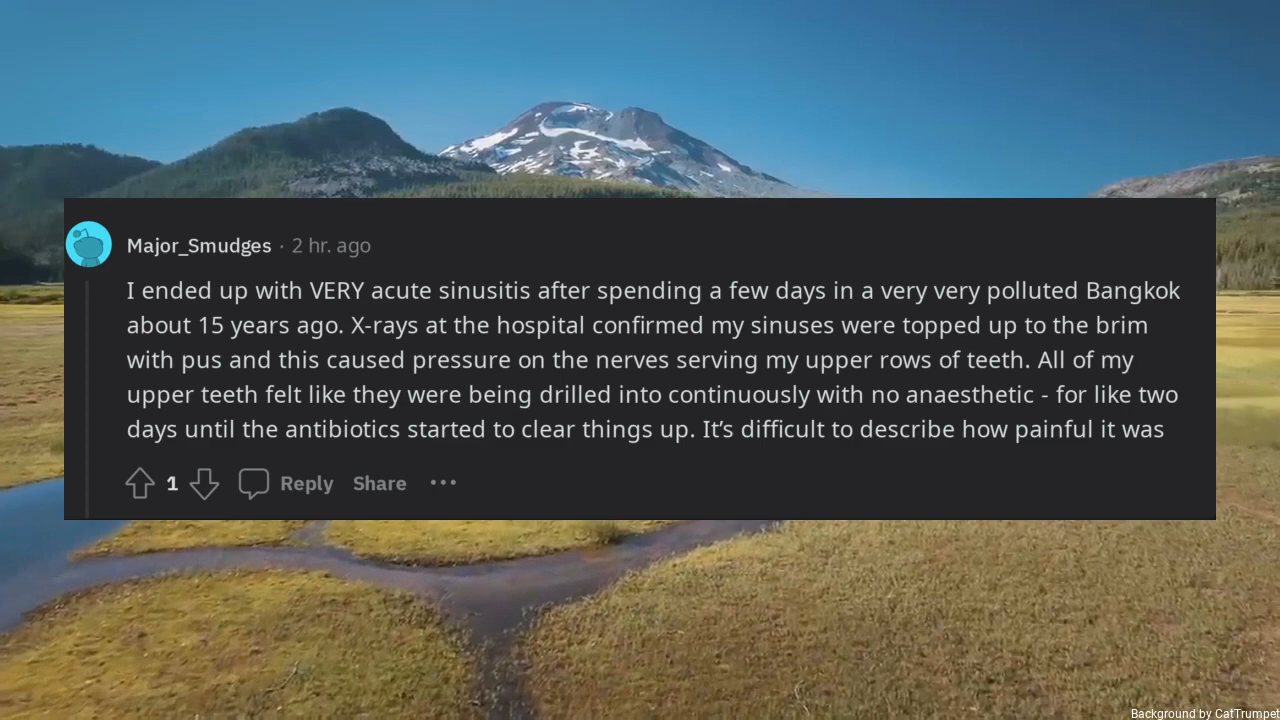 Major_Smudges · 2 hr. ago
I ended up with VERY acute sinusitis after spending a few days in a very very polluted Bangkok
about 15 years ago. X-rays at the hospital confirmed my sinuses were topped up to the brim
with pus and this caused pressure on the nerves serving my upper rows of teeth. All of my
upper teeth felt like they were being drilled into continuously with no anaesthetic - for like two
days until the antibiotics started to clear things up. It’s difficult to describe how painful it was
1 Reply Share
Background by CatTrumpet